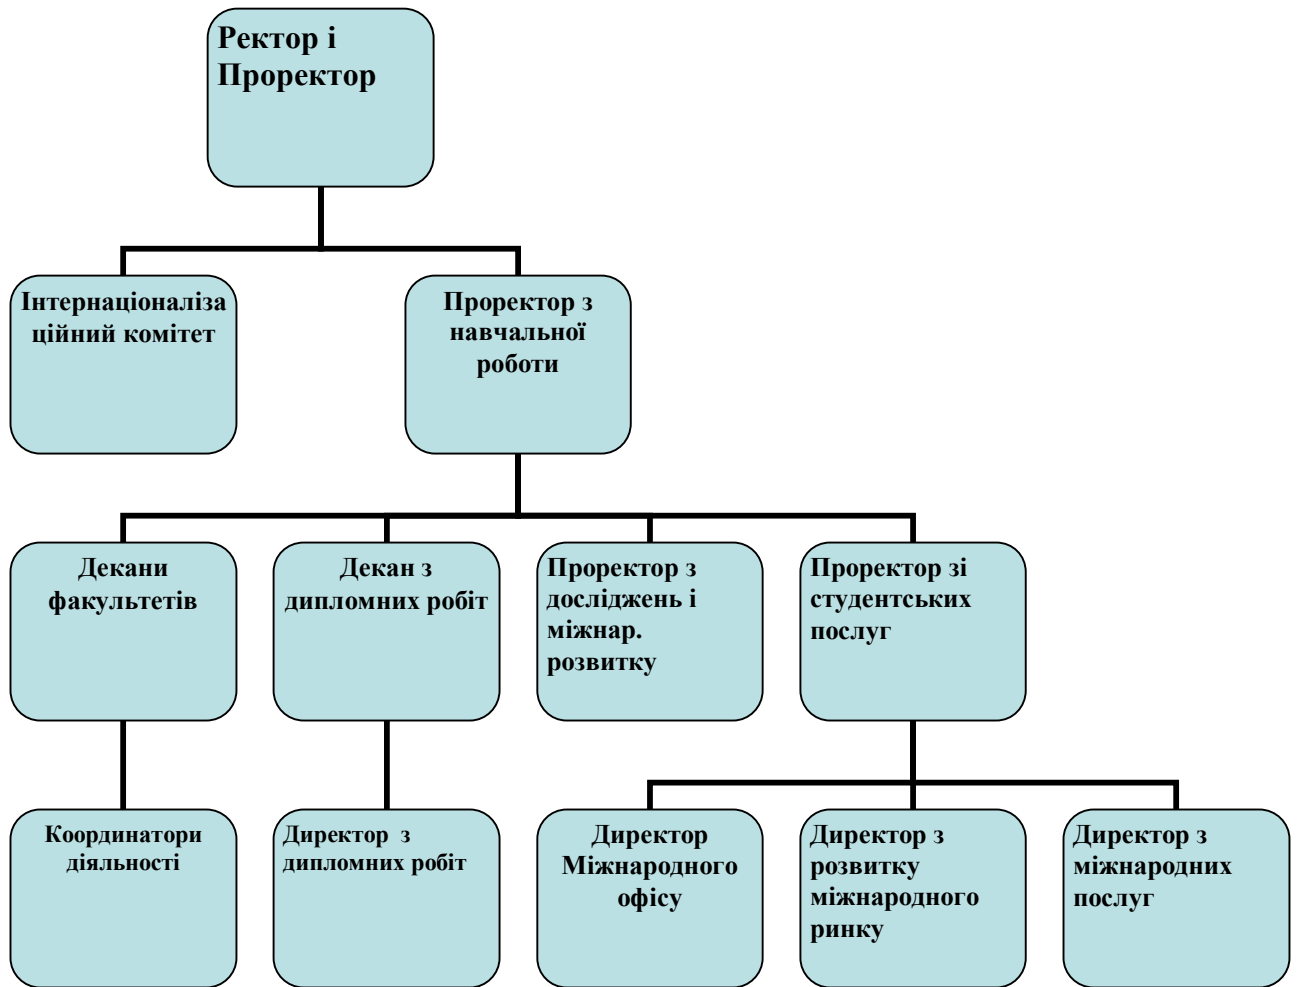 Ректор і
Проректор
Інтернаціоналіза
ційний комітет
Проректор з
навчальної
роботи
Декани
факультетів
Декан з
дипломних робіт
Проректор з
досліджень і
міжнар.
розвитку
Проректор зі
студентських
послуг
Координатори
діяльності
Директор з
дипломних робіт
Директор
Міжнародного
офісу
Директор з
розвитку
міжнародного
ринку
Директор з
міжнародних
послуг